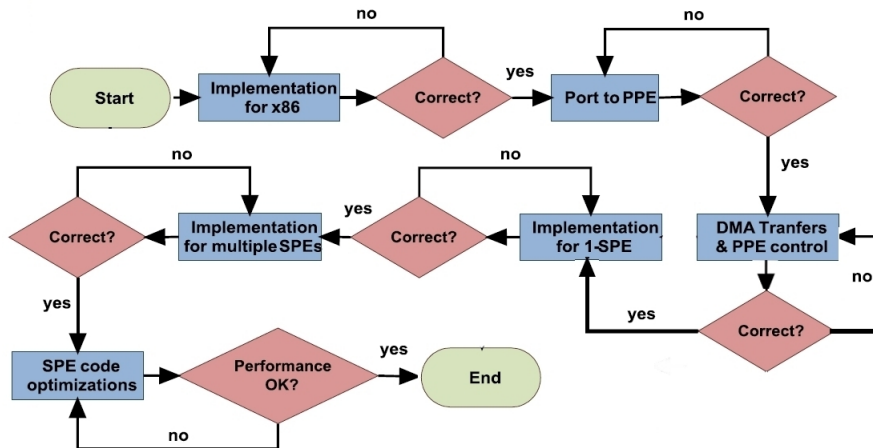 no
no
Start
Implementation
for x86
Correct?
yes
Port to PPE
Correct?
yes
no
no
Correct?
Implementation
for multiple SPEs
yes
Correct?
Implementation
for 1-SPE
DMA Tranfers
& PPE control
no
yes
yes
Correct?
SPE code
optimizations
Performance
OK?
yes
End
no